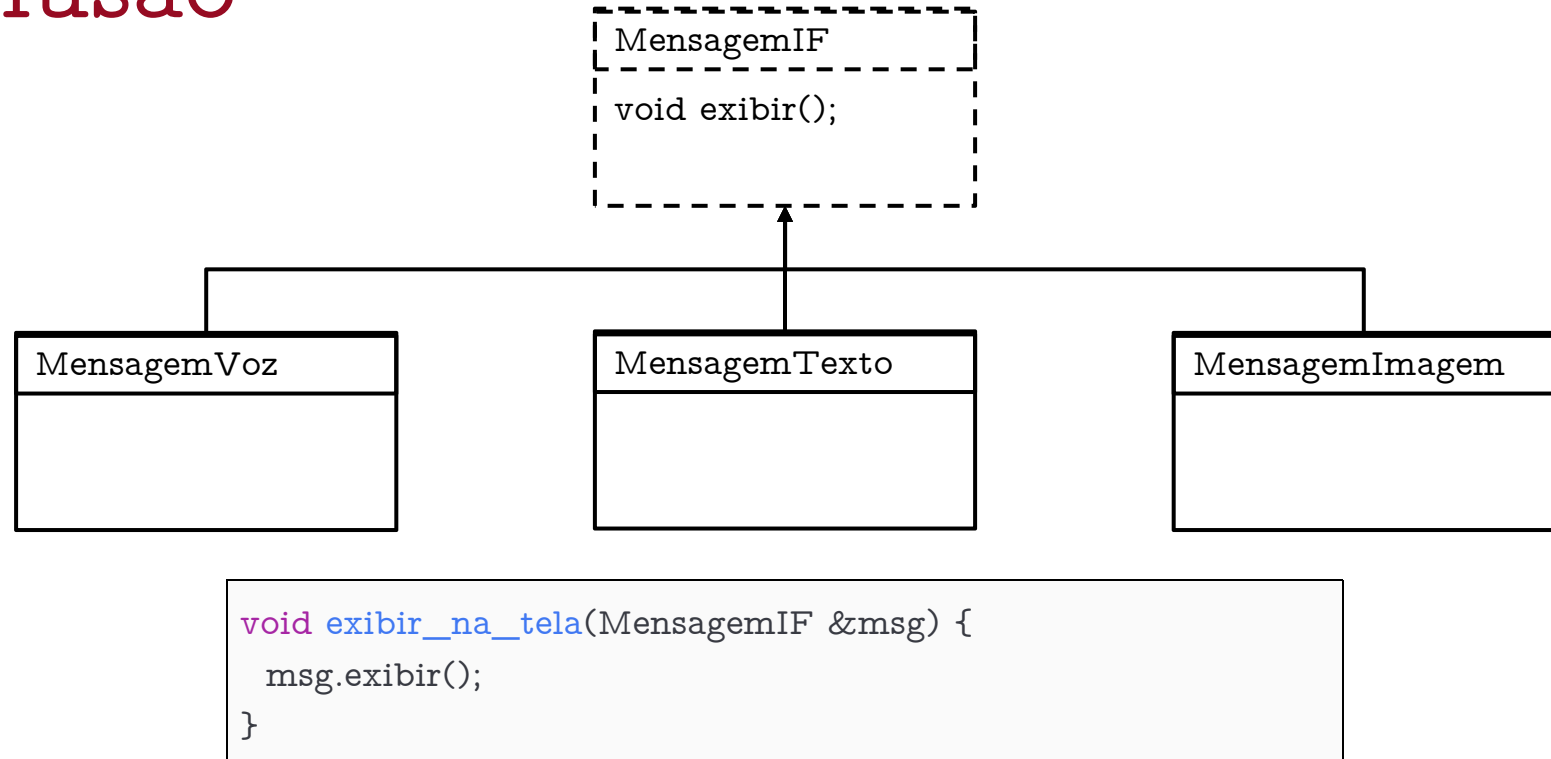 MensagemIF
void exibir();
MensagemVoz
MensagemTexto
MensagemImagem
void exibir_na_tela(MensagemIF &msg) {
msg.exibir();
}